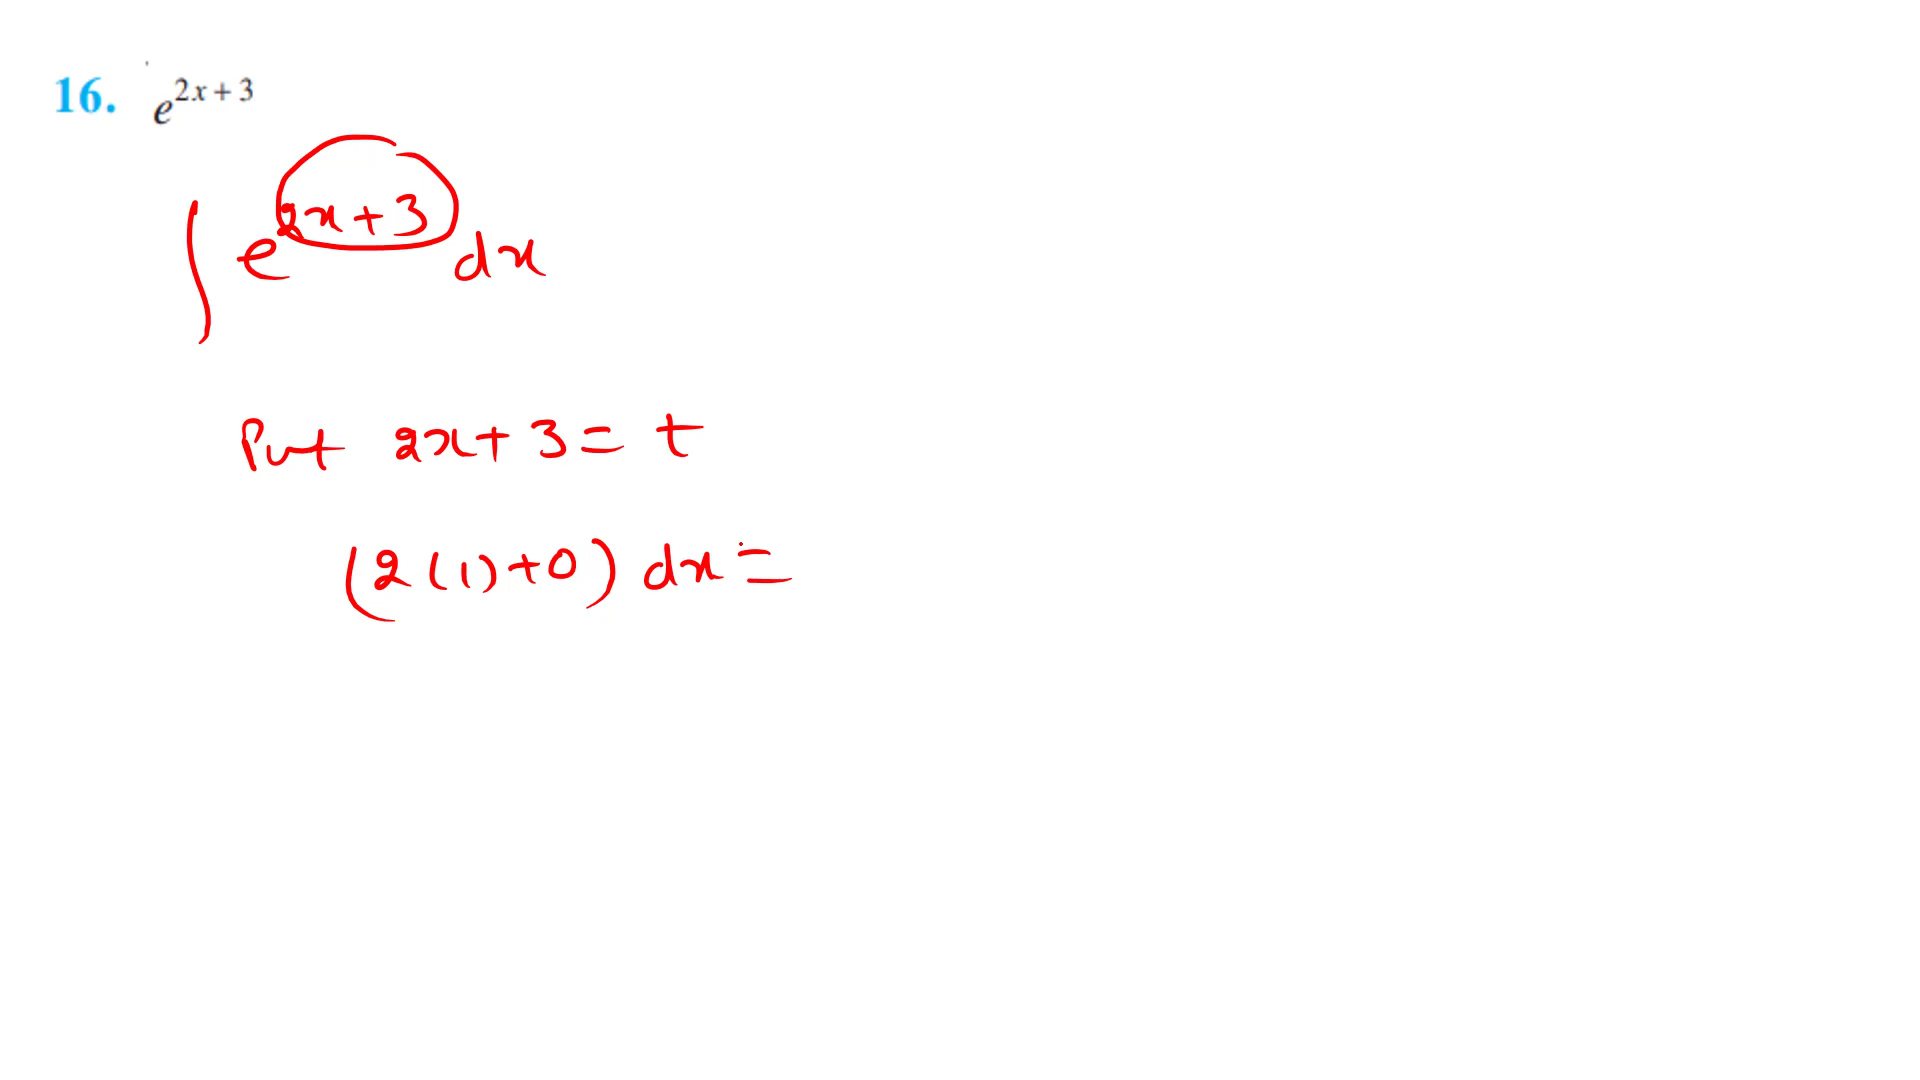 16. e^{2x+3}
∫ e^{2x+3} dx
Put 2x+3 = t
(2(1)+0) dx =